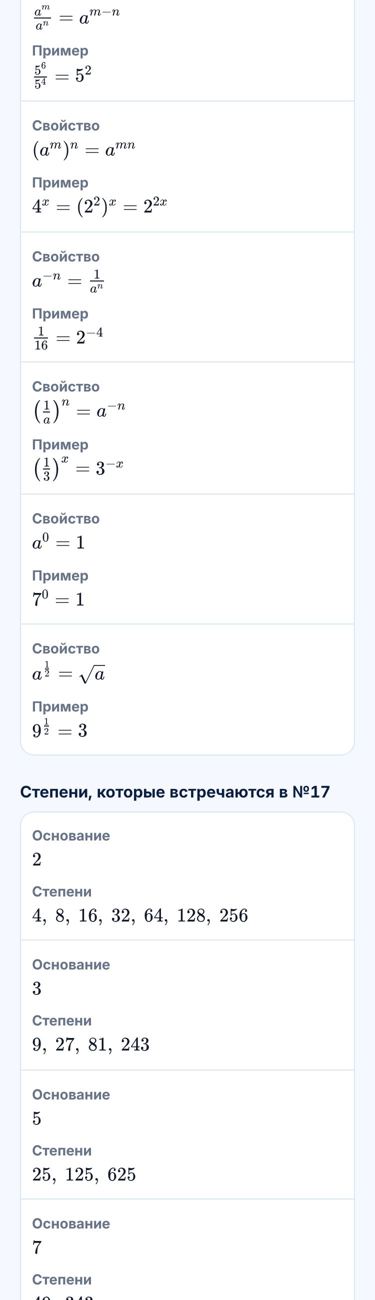 a^m/a^n = a^{m−n}
Пример
5^6/5^4 = 5^2
Свойство
(a^m)^n = a^{mn}
Пример
4^x = (2^2)^x = 2^{2x}
Свойство
a^{−n} = 1/a^n
Пример
1/16 = 2^{−4}
Свойство
(1/a)^n = a^{−n}
Пример
(1/3)^x = 3^{−x}
Свойство
a^0 = 1
Пример
7^0 = 1
Свойство
a^{1/2} = √a
Пример
9^{1/2} = 3
Степени, которые встречаются в №17
Основание
2
Степени
4, 8, 16, 32, 64, 128, 256
Основание
3
Степени
9, 27, 81, 243
Основание
5
Степени
25, 125, 625
Основание
7
Степени